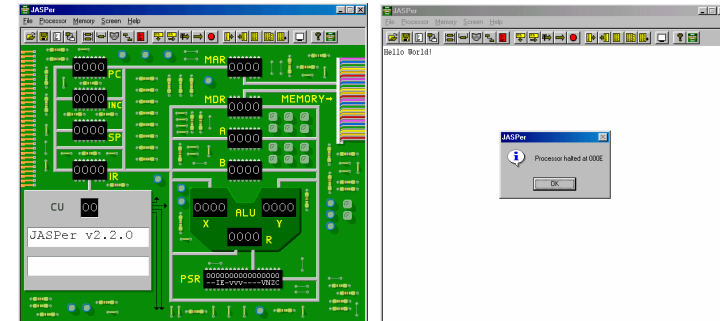 JASPer
File Processor Memory Screen Help
0000
PC
0000
INC
0000
SP
0000
IR
MAR
0000
MDR
0000
MEMORY→
A
0000
B
0000
CU
00
0000
X
ALU
0000
Y
0000
R
JASPer v2.2.0
PSR
0000000000000000
--IE-vvv----VNZC
JASPer
File Processor Memory Screen Help
Hello World!
JASPer
Processor halted at 000E
OK